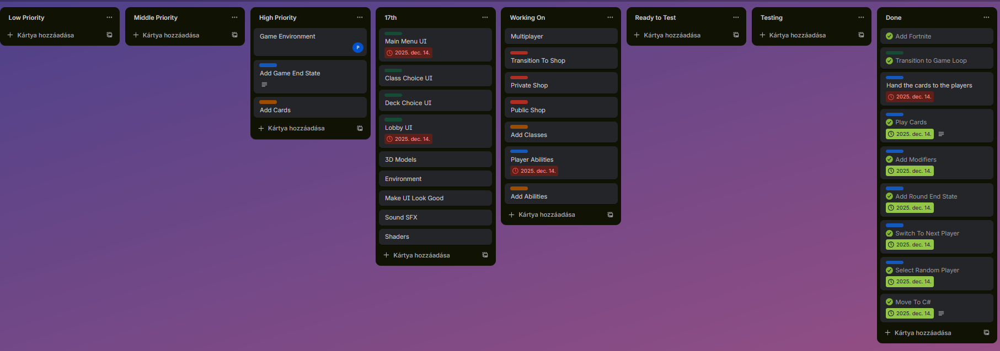 Low Priority
Kártya hozzáadása
Middle Priority
Kártya hozzáadása
High Priority
Game Environment
P
Add Game End State
Add Cards
Kártya hozzáadása
17th
Main Menu UI
2025. dec. 14.
Class Choice UI
Deck Choice UI
Lobby UI
2025. dec. 14.
3D Models
Environment
Make UI Look Good
Sound SFX
Shaders
Kártya hozzáadása
Working On
Multiplayer
Transition To Shop
Private Shop
Public Shop
Add Classes
Player Abilities
2025. dec. 14.
Add Abilities
Kártya hozzáadása
Ready to Test
Kártya hozzáadása
Testing
Kártya hozzáadása
Done
Add Fortnite
Transition to Game Loop
Hand the cards to the players
2025. dec. 14.
Play Cards
2025. dec. 14.
Add Modifiers
2025. dec. 14.
Add Round End State
2025. dec. 14.
Switch To Next Player
2025. dec. 14.
Select Random Player
2025. dec. 14.
Move To C#
2025. dec. 14.
Kártya hozzáadása